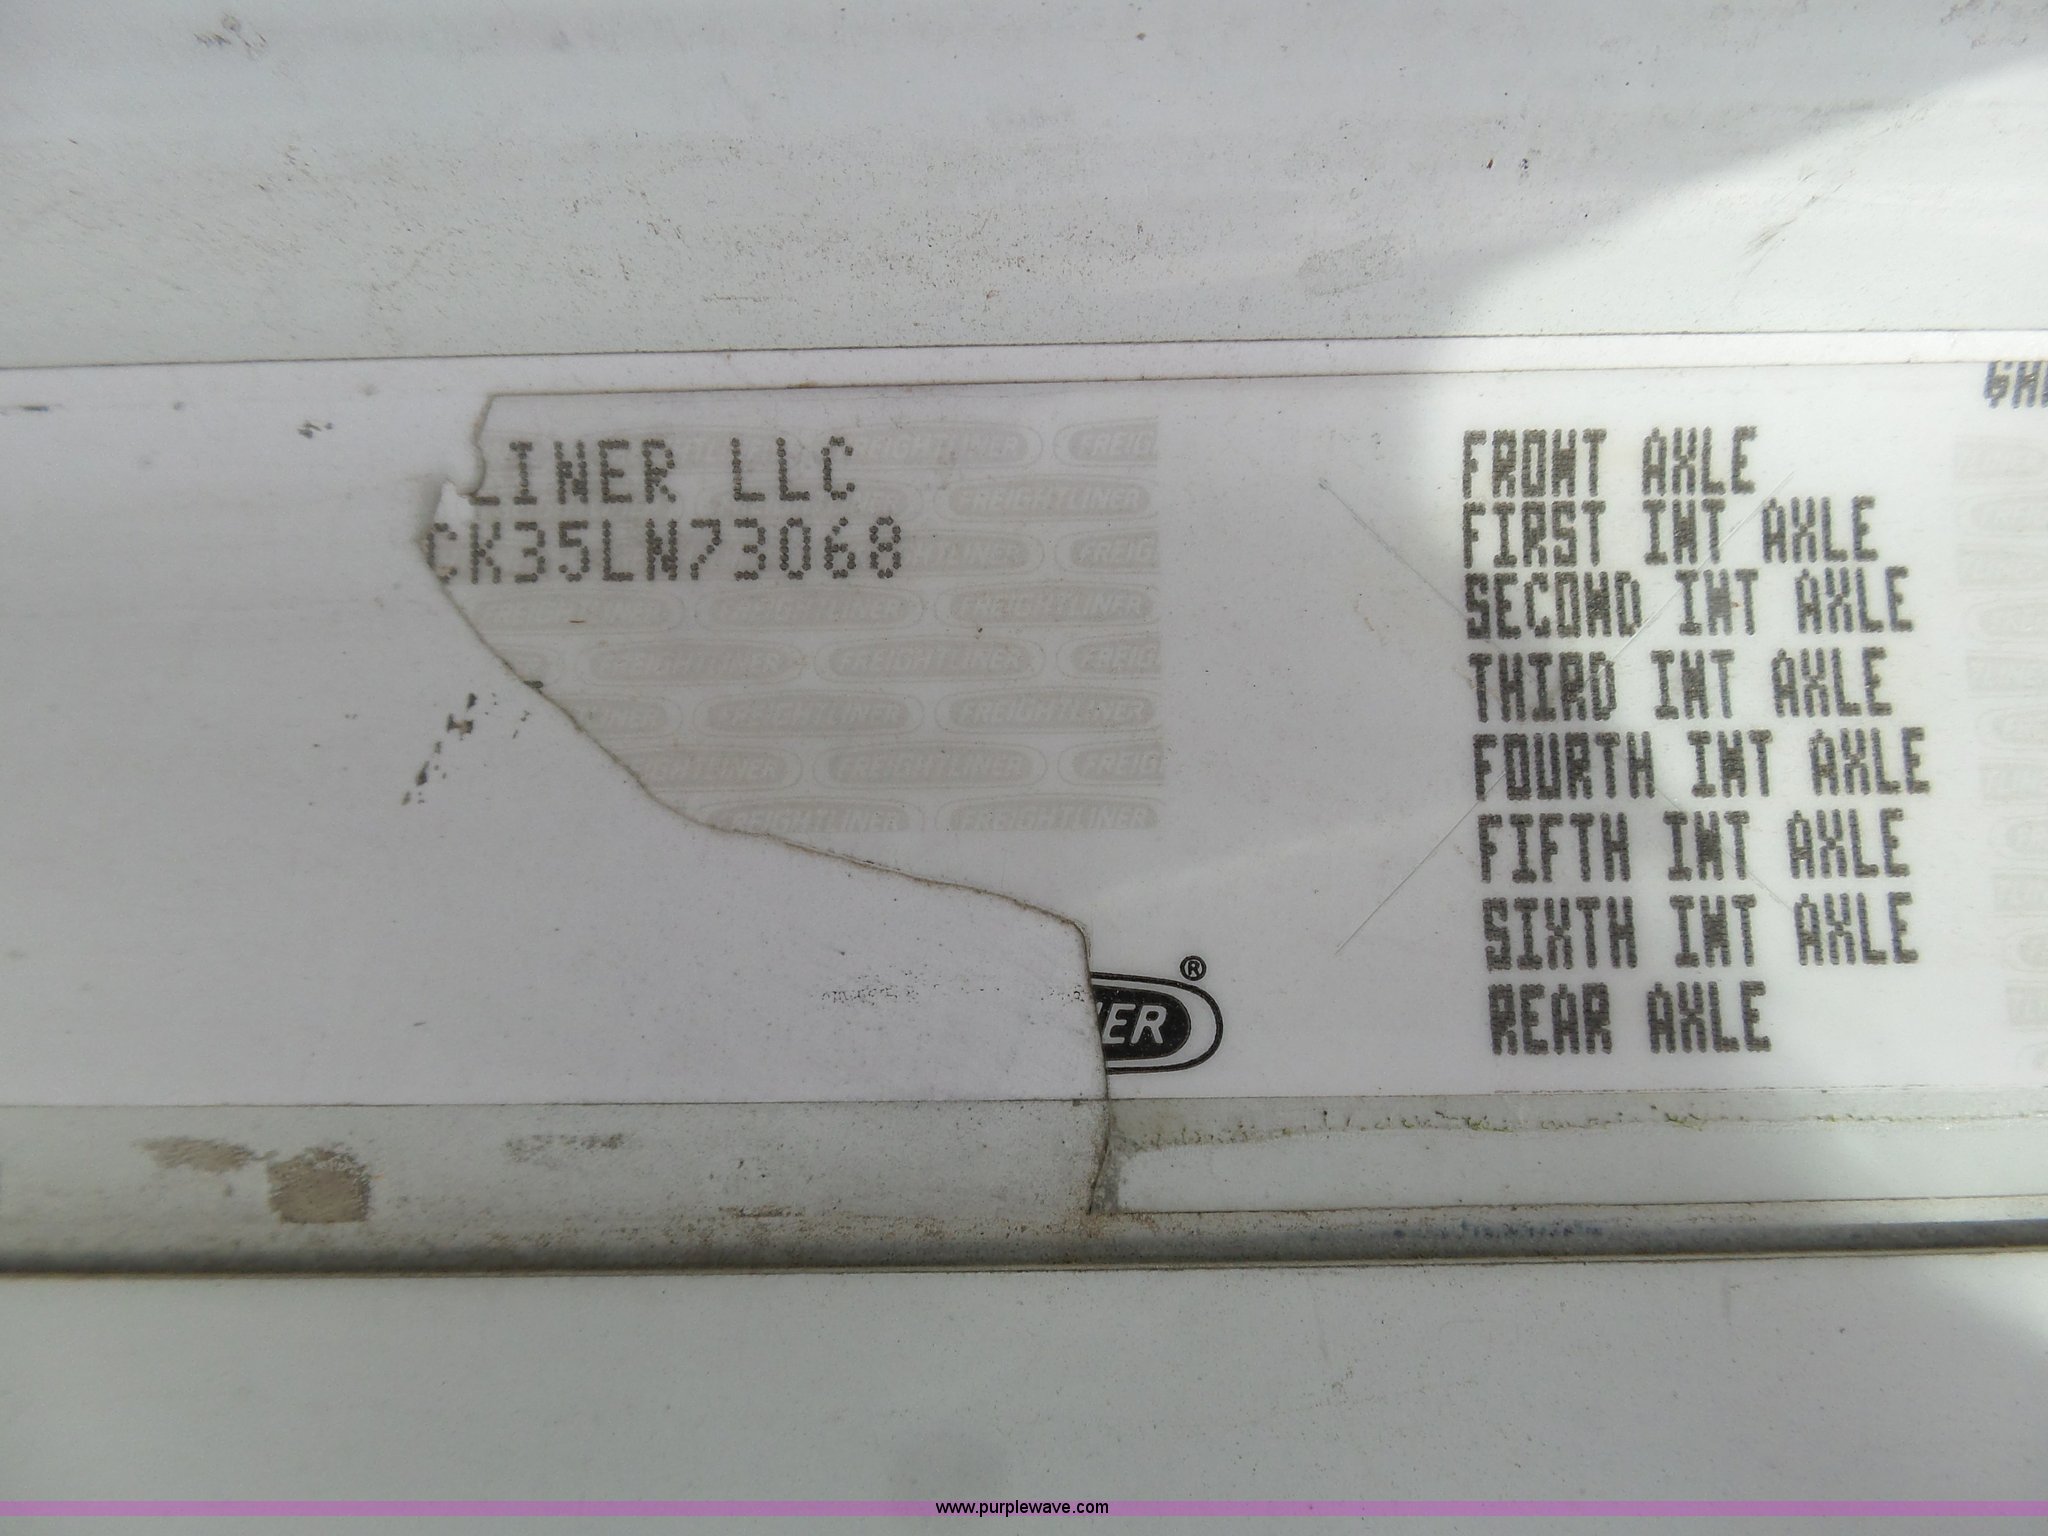 LINER LLC
CK35LN73068
FRONT AXLE
FIRST INT AXLE
SECOND INT AXLE
THIRD INT AXLE
FOURTH INT AXLE
FIFTH INT AXLE
SIXTH INT AXLE
REAR AXLE
NER®
www.purplewave.com